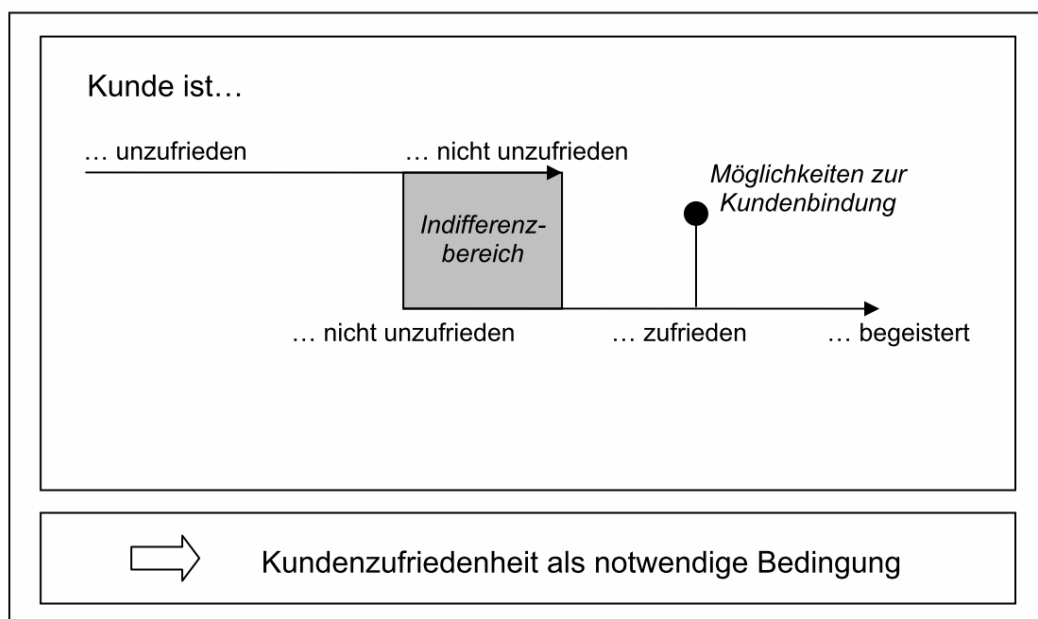 Kunde ist…
… unzufrieden
… nicht unzufrieden
Möglichkeiten zur
Kundenbindung
Indifferenz-
bereich
… nicht unzufrieden
… zufrieden
… begeistert
Kundenzufriedenheit als notwendige Bedingung